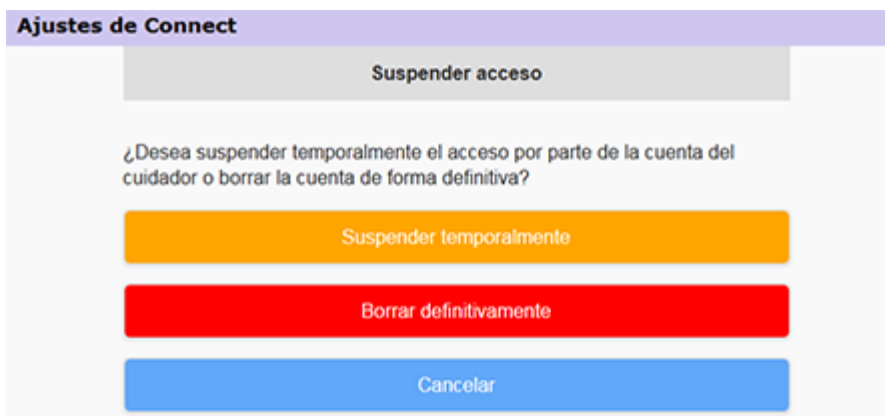 Ajustes de Connect
Suspender acceso
¿Desea suspender temporalmente el acceso por parte de la cuenta del
cuidador o borrar la cuenta de forma definitiva?
Suspender temporalmente
Borrar definitivamente
Cancelar